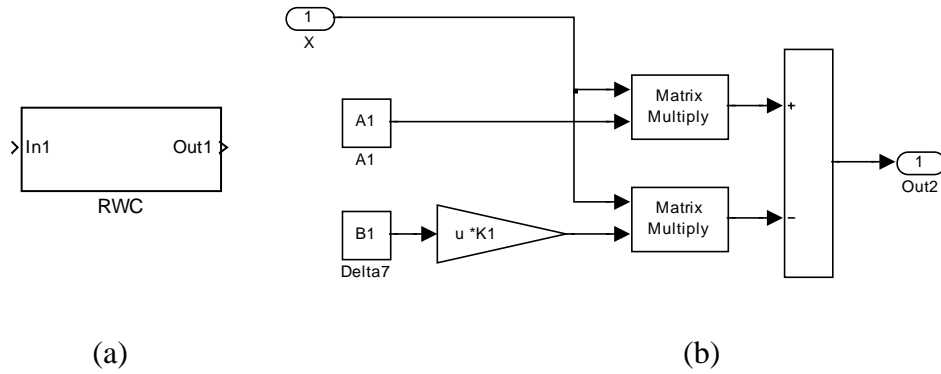 1
X
Matrix
Multiply
A1
A1
+
In1 Out1
1
Out2
RWC
Matrix
Multiply
B1
u *K1
−
Delta7
(a)
(b)